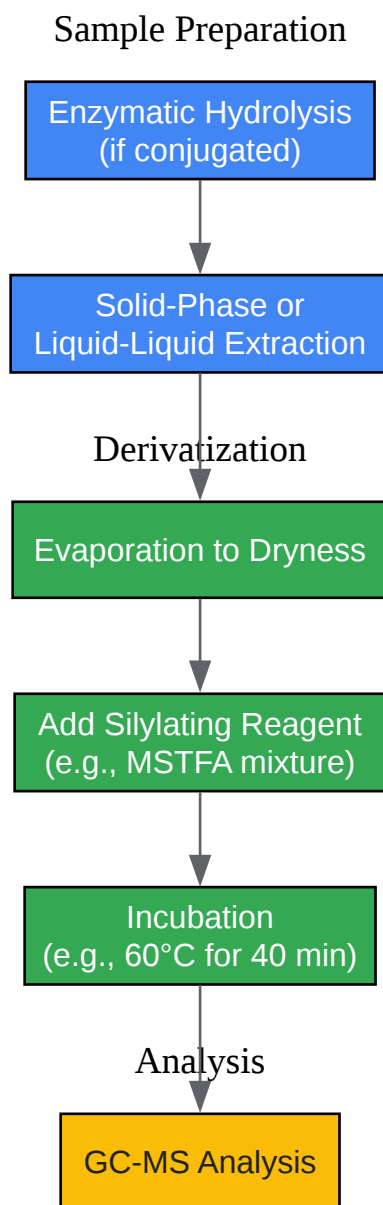 Sample Preparation
Enzymatic Hydrolysis
(if conjugated)
Solid-Phase or
Liquid-Liquid Extraction
Derivatization
Evaporation to Dryness
Add Silylating Reagent
(e.g., MSTFA mixture)
Incubation
(e.g., 60°C for 40 min)
Analysis
GC-MS Analysis